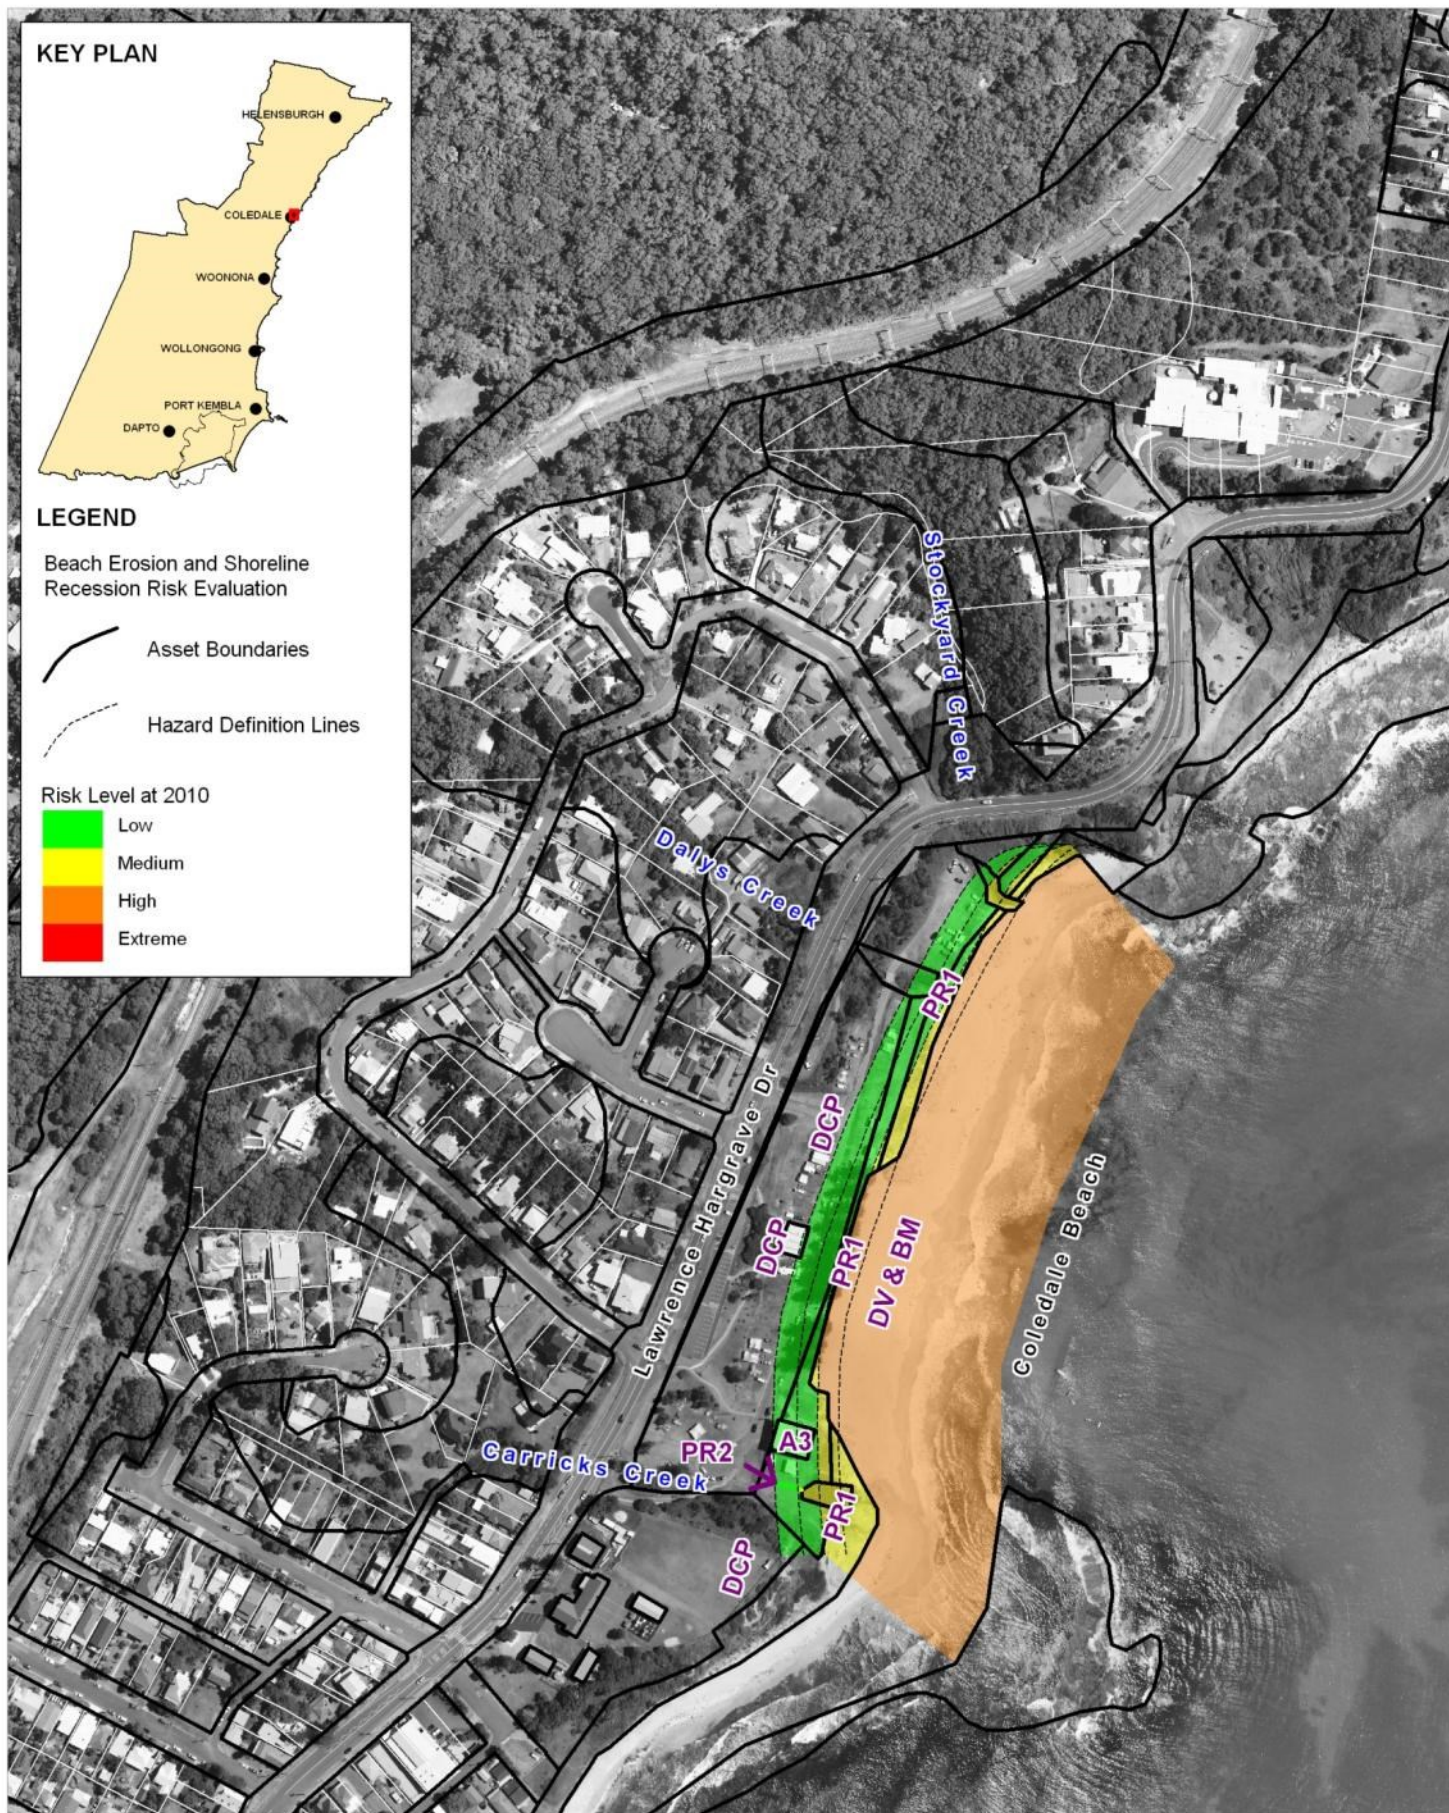 KEY PLAN
HELENSBURGH
COLEDALE
WOONONA
WOLLONGONG
PORT KEMBLA
DAPTO
LEGEND
Beach Erosion and Shoreline
Recession Risk Evaluation
Asset Boundaries
Hazard Definition Lines
Risk Level at 2010
Low
Medium
High
Extreme
Stockyard Creek
Dalys Creek
PR1
Lawrence Hargrave Dr
DCP
DCP
PR1
DV & BM
Coledale Beach
Carricks Creek
PR2
A3
PR1
DCP